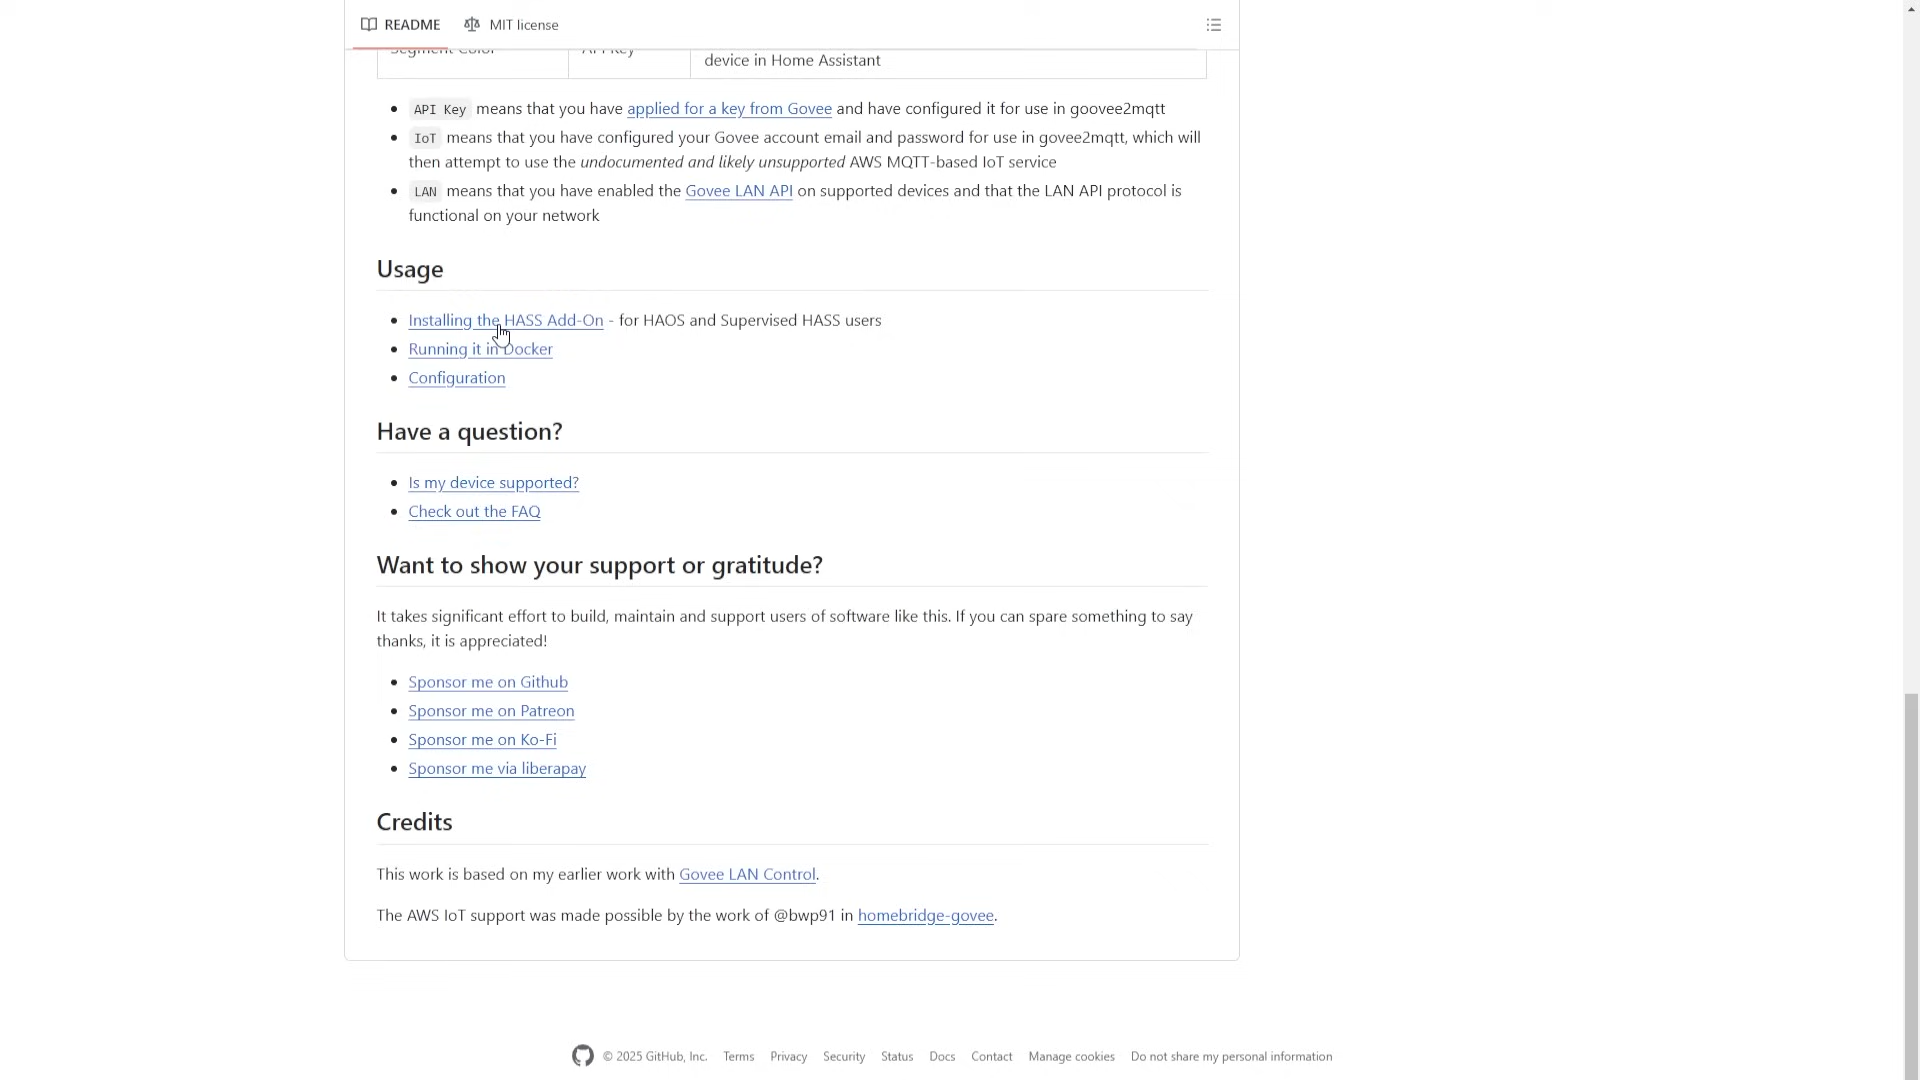 README MIT license
Segment Color API Key
device in Home Assistant
API Key means that you have applied for a key from Govee and have configured it for use in goovee2mqtt
IoT means that you have configured your Govee account email and password for use in govee2mqtt, which will
then attempt to use the undocumented and likely unsupported AWS MQTT-based IoT service
LAN means that you have enabled the Govee LAN API on supported devices and that the LAN API protocol is
functional on your network
Usage
Installing the HASS Add-On - for HAOS and Supervised HASS users
Running it in Docker
Configuration
Have a question?
Is my device supported?
Check out the FAQ
Want to show your support or gratitude?
It takes significant effort to build, maintain and support users of software like this. If you can spare something to say
thanks, it is appreciated!
Sponsor me on Github
Sponsor me on Patreon
Sponsor me on Ko-Fi
Sponsor me via liberapay
Credits
This work is based on my earlier work with Govee LAN Control.
The AWS IoT support was made possible by the work of @bwp91 in homebridge-govee.
© 2025 GitHub, Inc. Terms Privacy Security Status Docs Contact Manage cookies Do not share my personal information